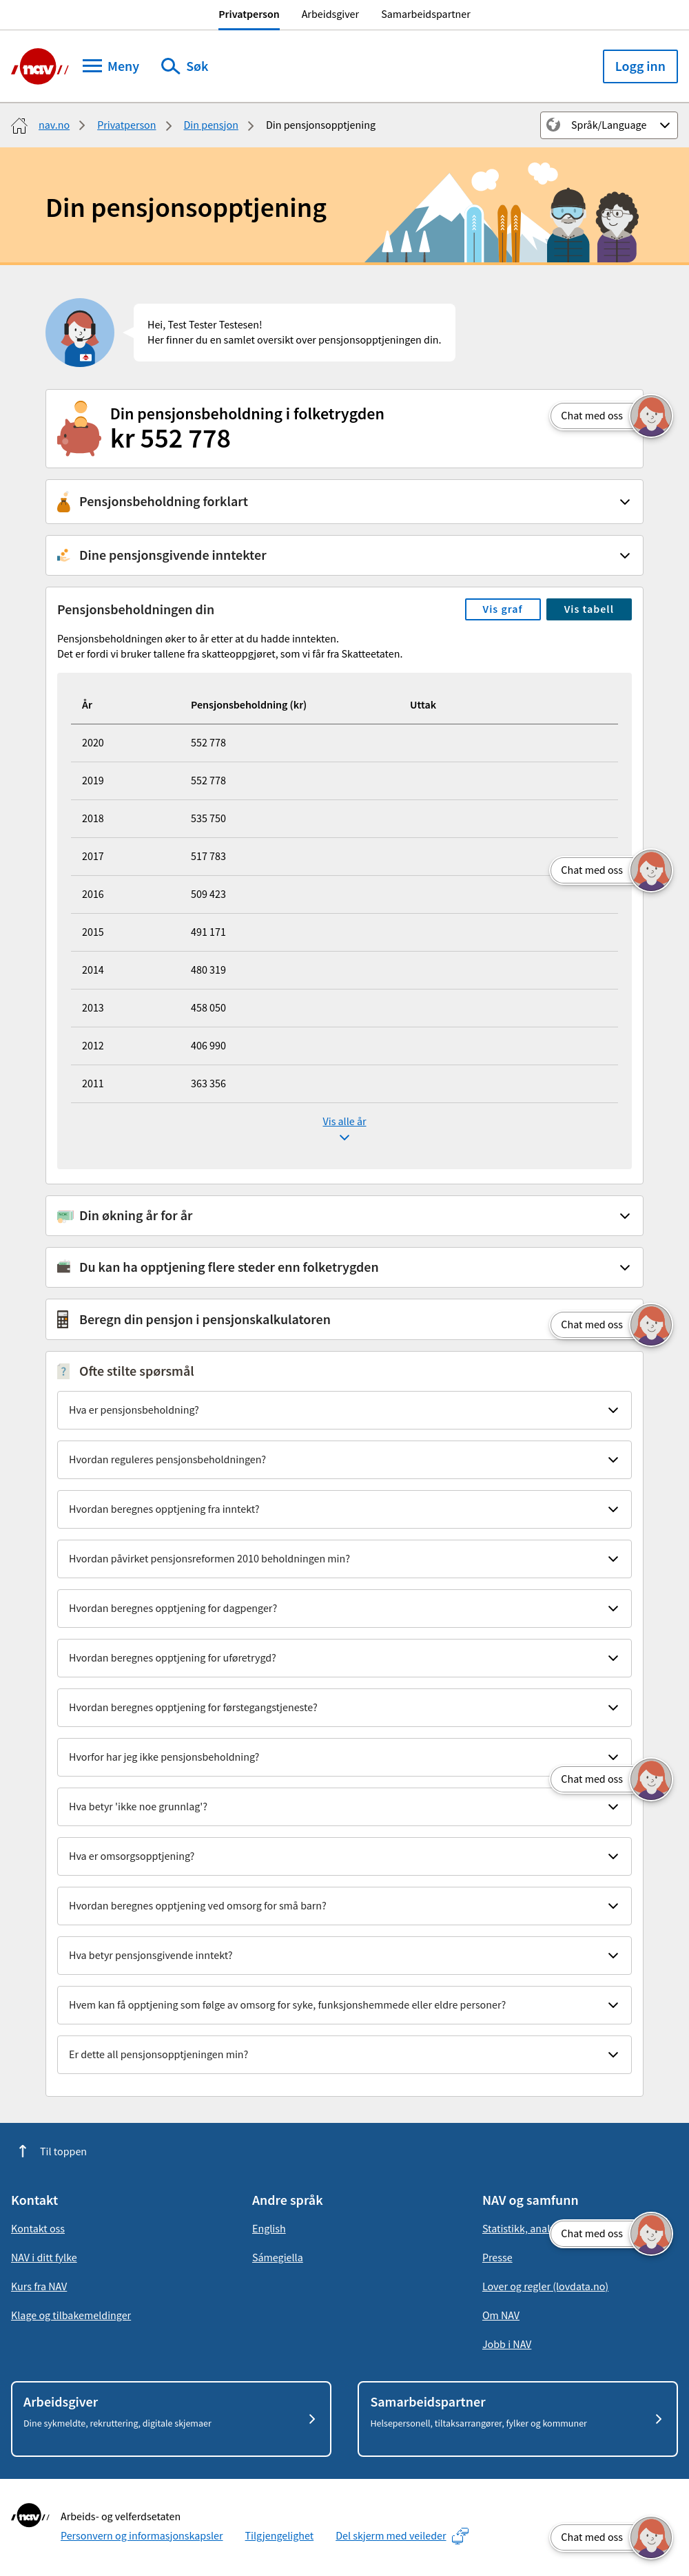 Privatperson Arbeidsgiver Samarbeidspartner
nav Meny Søk Logg inn
nav.no Privatperson Din pensjon Din pensjonsopptjening Språk/Language
Din pensjonsopptjening
Hei, Test Tester Testesen!
Her finner du en samlet oversikt over pensjonsopptjeningen din.
Din pensjonsbeholdning i folketrygden
kr 552 778
Chat med oss
Pensjonsbeholdning forklart
Dine pensjonsgivende inntekter
Pensjonsbeholdningen din Vis graf Vis tabell
Pensjonsbeholdningen øker to år etter at du hadde inntekten.
Det er fordi vi bruker tallene fra skatteoppgjøret, som vi får fra Skatteetaten.
År Pensjonsbeholdning (kr) Uttak
2020 552 778
2019 552 778
2018 535 750
2017 517 783
Chat med oss
2016 509 423
2015 491 171
2014 480 319
2013 458 050
2012 406 990
2011 363 356
Vis alle år
Din økning år for år
Du kan ha opptjening flere steder enn folketrygden
Beregn din pensjon i pensjonskalkulatoren
Chat med oss
? Ofte stilte spørsmål
Hva er pensjonsbeholdning?
Hvordan reguleres pensjonsbeholdningen?
Hvordan beregnes opptjening fra inntekt?
Hvordan påvirket pensjonsreformen 2010 beholdningen min?
Hvordan beregnes opptjening for dagpenger?
Hvordan beregnes opptjening for uføretrygd?
Hvordan beregnes opptjening for førstegangstjeneste?
Hvorfor har jeg ikke pensjonsbeholdning?
Chat med oss
Hva betyr 'ikke noe grunnlag'?
Hva er omsorgsopptjening?
Hvordan beregnes opptjening ved omsorg for små barn?
Hva betyr pensjonsgivende inntekt?
Hvem kan få opptjening som følge av omsorg for syke, funksjonshemmede eller eldre personer?
Er dette all pensjonsopptjeningen min?
Til toppen
Kontakt Andre språk NAV og samfunn
Kontakt oss English Statistikk, Chat med oss
NAV i ditt fylke Sámegiella Presse
Kurs fra NAV Lover og regler (lovdata.no)
Klage og tilbakemeldinger Om NAV
Jobb i NAV
Arbeidsgiver Samarbeidspartner
Dine sykmeldte, rekruttering, digitale skjemaer Helsepersonell, tiltaksarrangører, fylker og kommuner
nav Arbeids- og velferdsetaten
Personvern og informasjonskapsler Tilgjengelighet Del skjerm med veileder Chat med oss